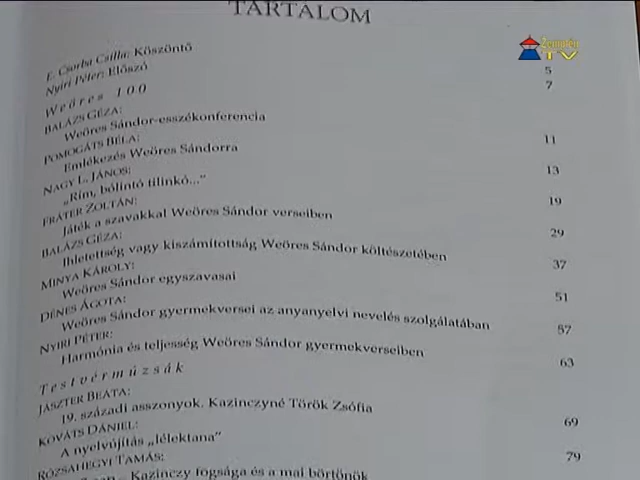 TARTALOM
Zemplén
TV
E. Csorba Csilla: Köszöntő 5
Nyiri Péter: Előszó 7
Weöres 100
BALÁZS GÉZA:
Weöres Sándor-esszékonferencia 11
POMOGÁTS BÉLA:
Emlékezés Weöres Sándorra 13
NAGY L. JÁNOS:
„Rím, bólintó tilinkó..." 19
FRÁTER ZOLTÁN:
Játék a szavakkal Weöres Sándor verseiben 29
BALÁZS GÉZA:
Ihletettség vagy kiszámítottság Weöres Sándor költészetében 37
MINYA KÁROLY:
Weöres Sándor egyszavasai 51
DÉNES ÁGOTA:
Weöres Sándor gyermekversei az anyanyelvi nevelés szolgálatában 57
NYIRI PÉTER:
Harmónia és teljesség Weöres Sándor gyermekverseiben 63
Testvérmúzsák
JÁSZTER BEÁTA:
19. századi asszonyok. Kazinczyné Török Zsófia 69
KOVÁTS DÁNIEL:
A nyelvújítás „lélektana" 79
RÓZSAHEGYI TAMÁS:
– Kazinczy fogsága és a mai börtönök